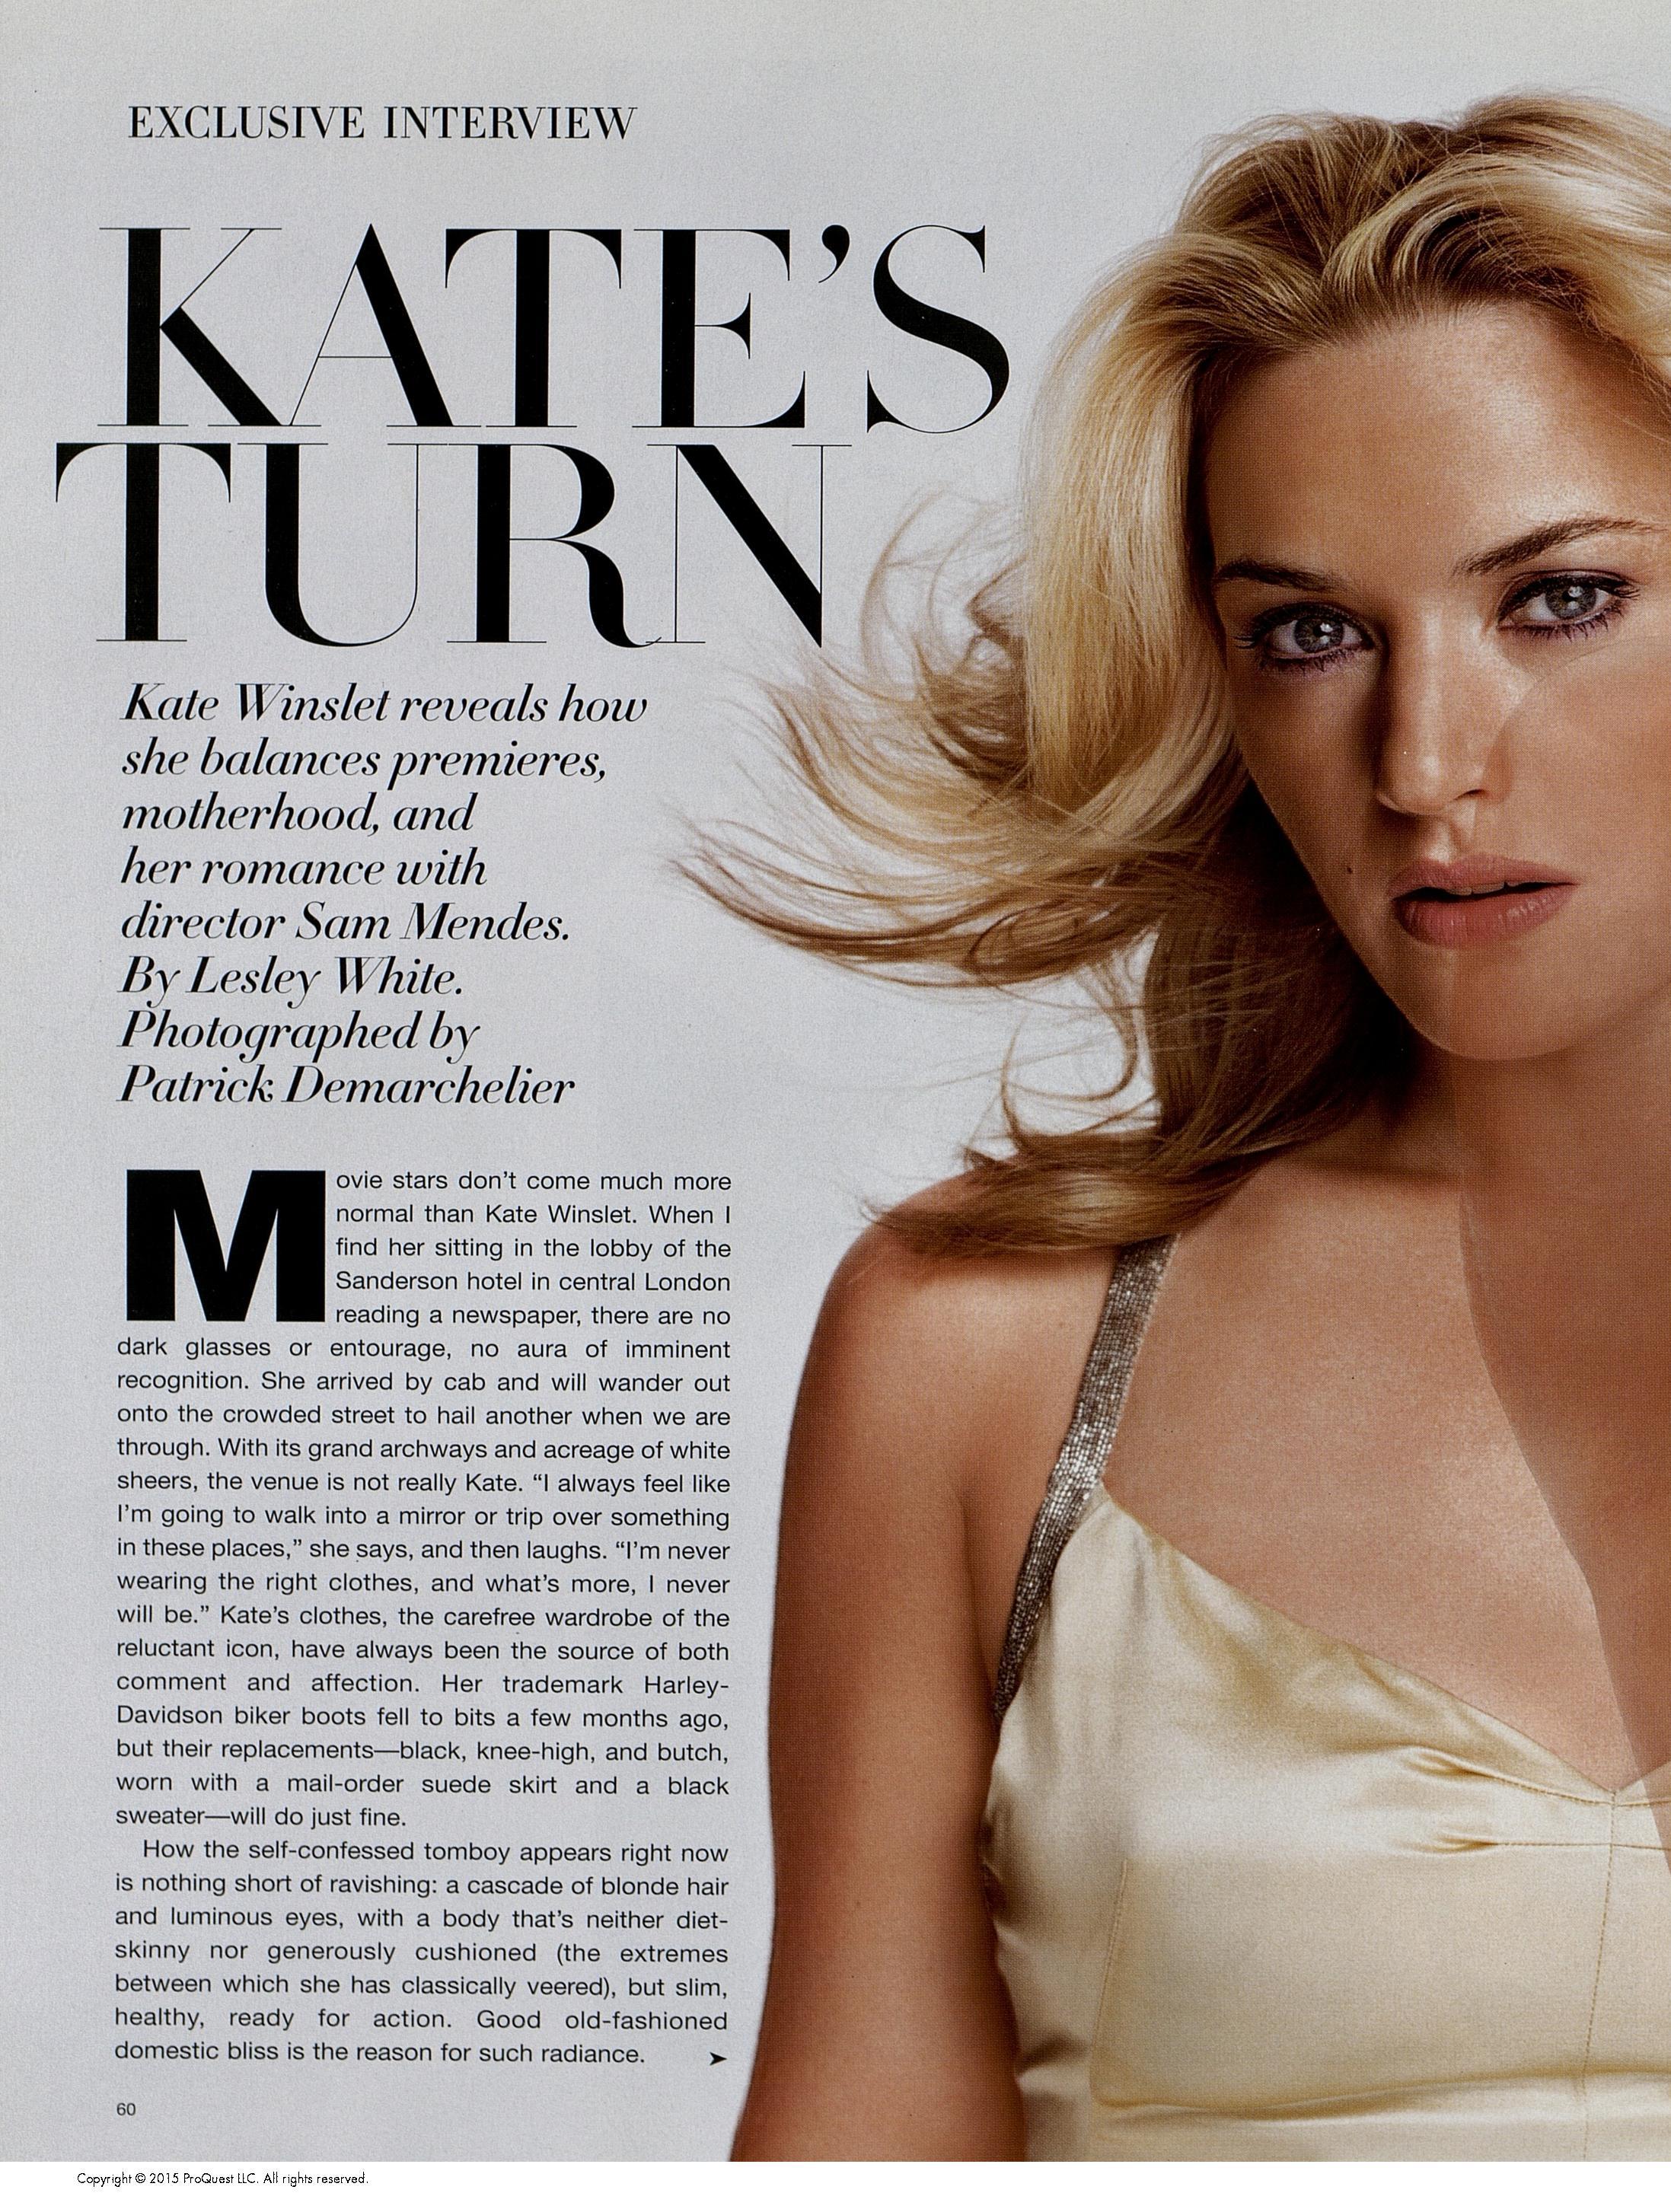 EXCLUSIVE INTERVIEW
KATE'S
TURN
Kate Winslet reveals how
she balances premieres,
motherhood, and
her romance with
director Sam Mendes.
By Lesley White.
Photographed by
Patrick Demarchelier
Movie stars don't come much more
normal than Kate Winslet. When I
find her sitting in the lobby of the
Sanderson hotel in central London
reading a newspaper, there are no
dark glasses or entourage, no aura of imminent
recognition. She arrived by cab and will wander out
onto the crowded street to hail another when we are
through. With its grand archways and acreage of white
sheers, the venue is not really Kate. “I always feel like
I'm going to walk into a mirror or trip over something
in these places,” she says, and then laughs. “I'm never
wearing the right clothes, and what's more, I never
will be.” Kate's clothes, the carefree wardrobe of the
reluctant icon, have always been the source of both
comment and affection. Her trademark Harley-
Davidson biker boots fell to bits a few months ago,
but their replacements—black, knee-high, and butch,
worn with a mail-order suede skirt and a black
sweater—will do just fine.
How the self-confessed tomboy appears right now
is nothing short of ravishing: a cascade of blonde hair
and luminous eyes, with a body that's neither diet-
skinny nor generously cushioned (the extremes
between which she has classically veered), but slim,
healthy, ready for action. Good old-fashioned
domestic bliss is the reason for such radiance. ➤
60
Copyright © 2015 ProQuest LLC. All rights reserved.